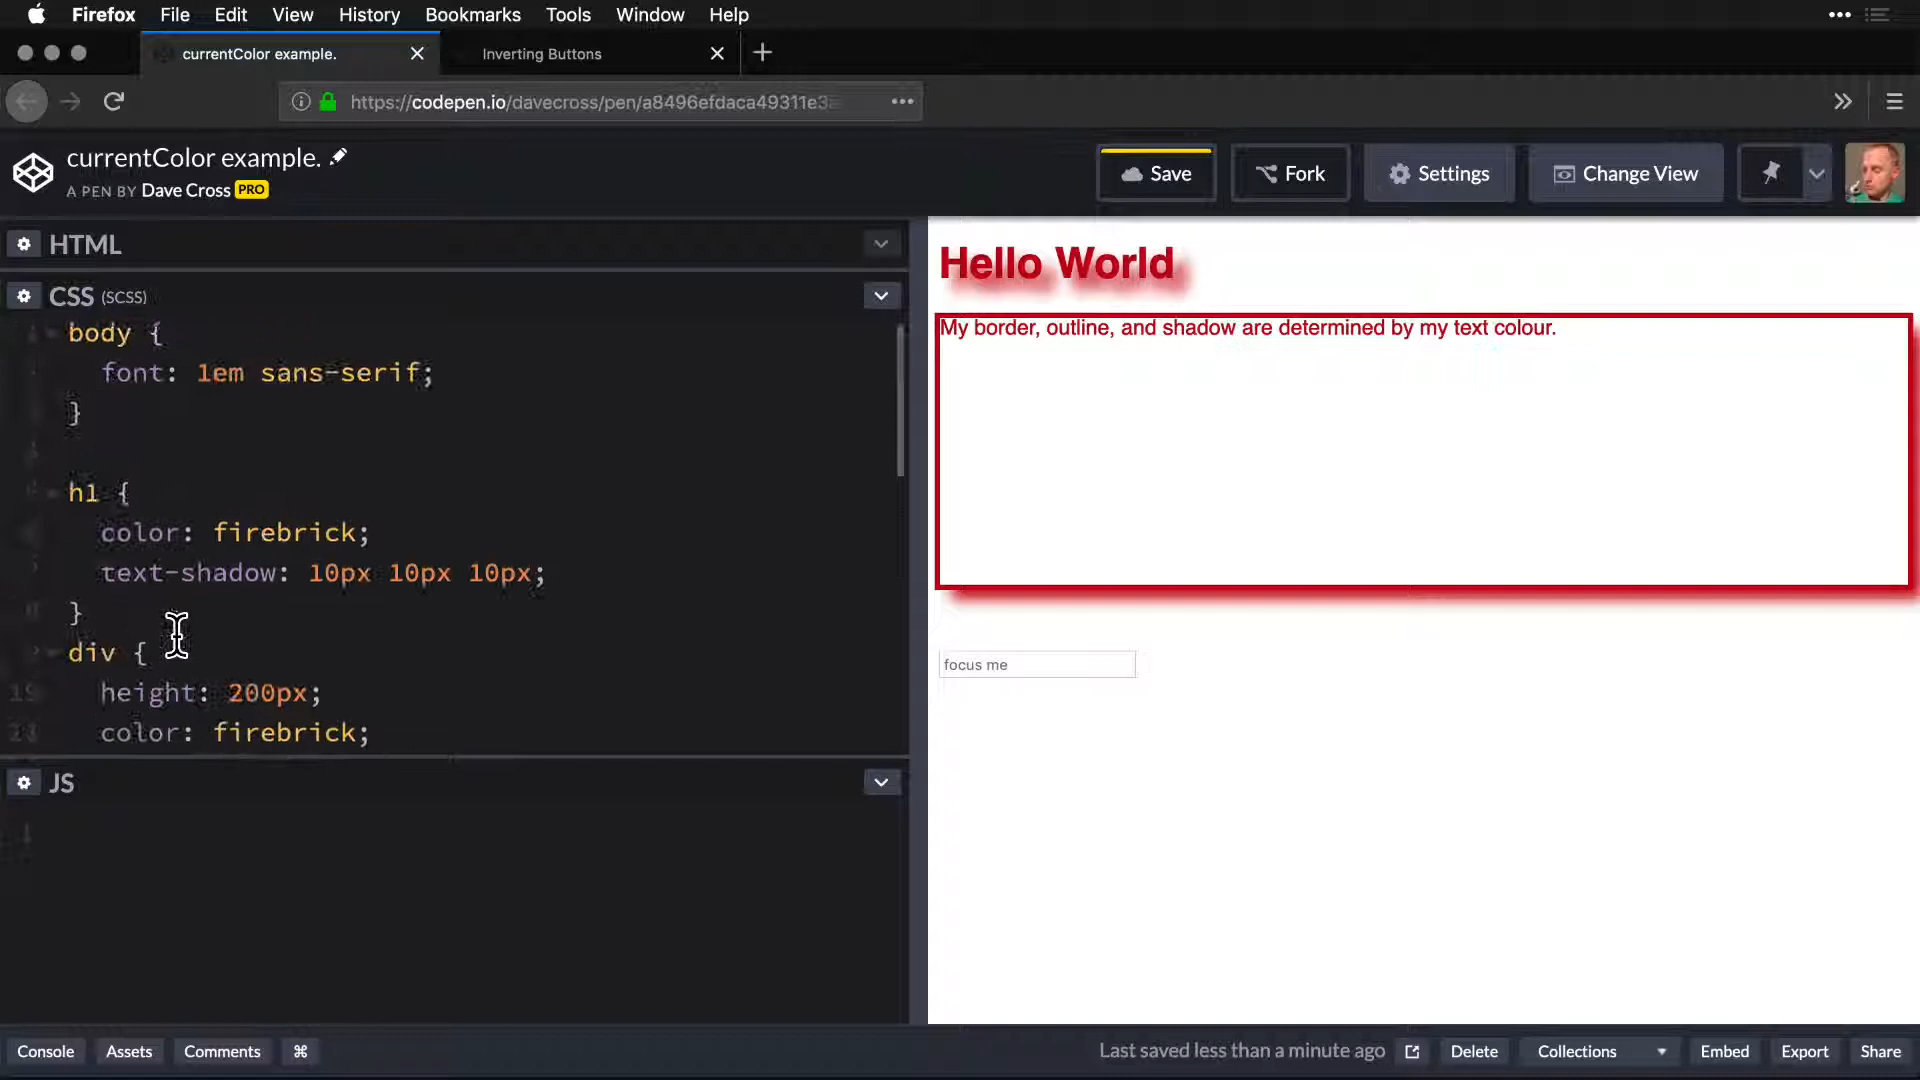 Firefox File Edit View History Bookmarks Tools Window Help
currentColor example.
Inverting Buttons
https://codepen.io/davecross/pen/a8496efdaca49311e3a
currentColor example.
A PEN BY Dave Cross PRO
Save
Fork
Settings
Change View
HTML
CSS (SCSS)
body {
font: 1em sans-serif;
}
h1 {
color: firebrick;
text-shadow: 10px 10px 10px;
}
div {
height: 200px;
color: firebrick;
JS
Hello World
My border, outline, and shadow are determined by my text colour.
focus me
Console Assets Comments ⌘
Last saved less than a minute ago
Delete Collections Embed Export Share